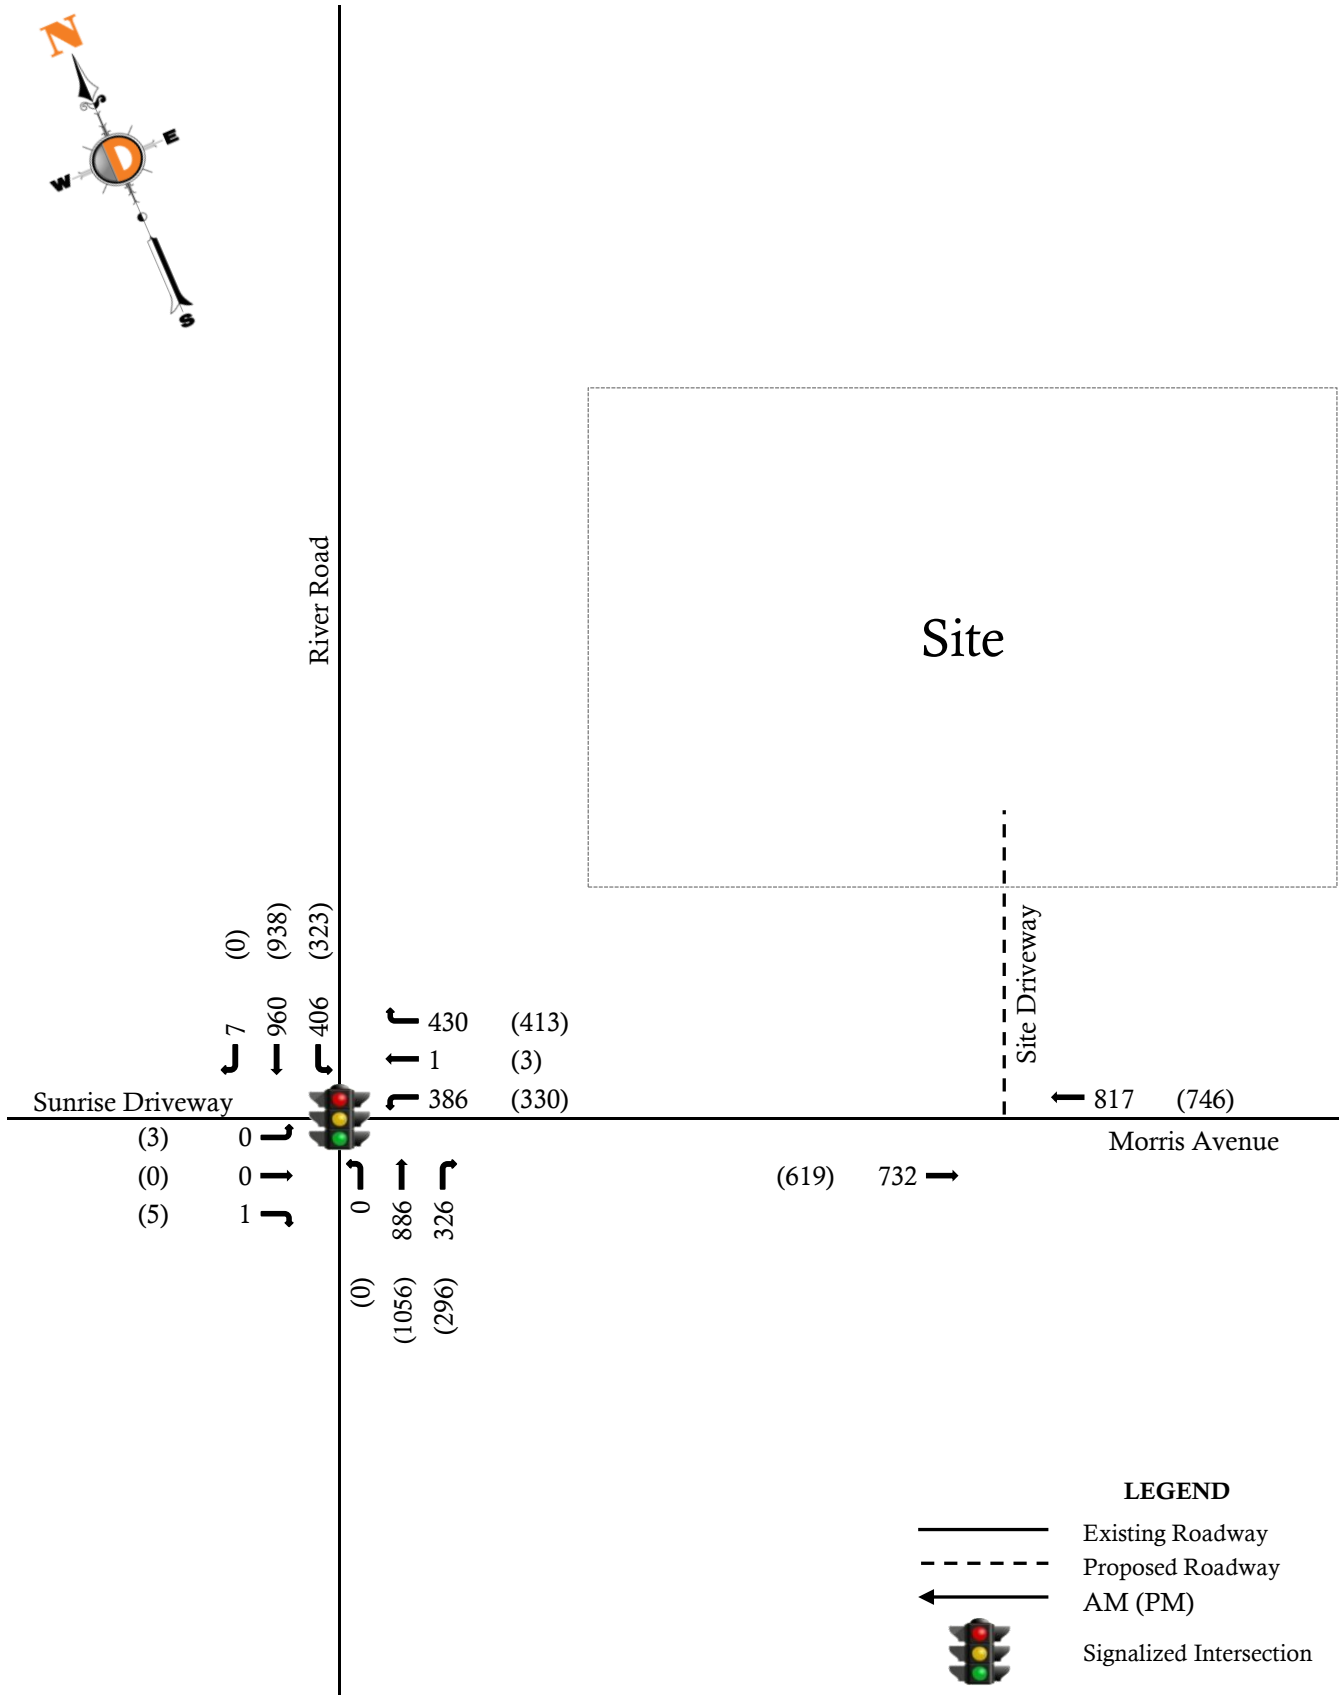 N
E
W
D
S
River Road
Site
(0) (938) (323)
7 960 406
Site Driveway
430 (413)
1 (3)
386 (330)
Sunrise Driveway
817 (746)
Morris Avenue
(3) 0
(0) 0
(5) 1
(619) 732
0 886 326
(0) (1056) (296)
LEGEND
Existing Roadway
Proposed Roadway
AM (PM)
Signalized Intersection